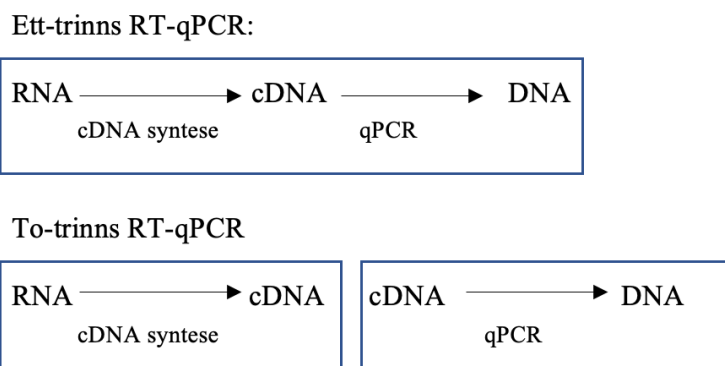 Ett-trinns RT-qPCR:
RNA cDNA DNA
cDNA syntese qPCR
To-trinns RT-qPCR
RNA cDNA cDNA DNA
cDNA syntese qPCR